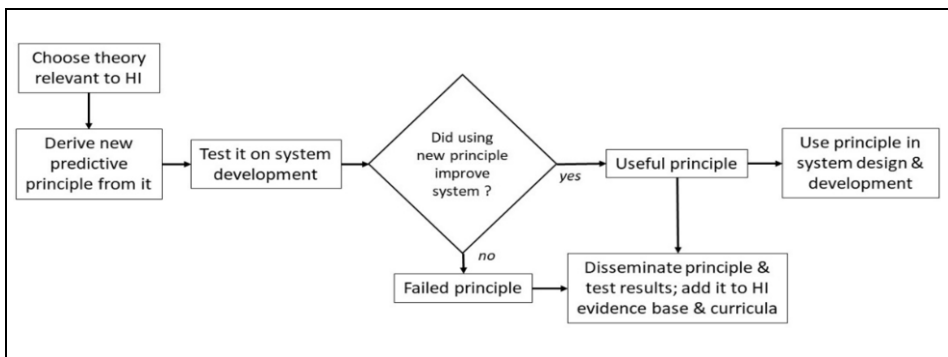 Choose theory
relevant to HI
Derive new
predictive
principle from it
Test it on system
development
Did using
new principle
improve
system ?
yes
Useful principle
Use principle in
system design &
development
no
Failed principle
Disseminate principle &
test results; add it to HI
evidence base & curricula